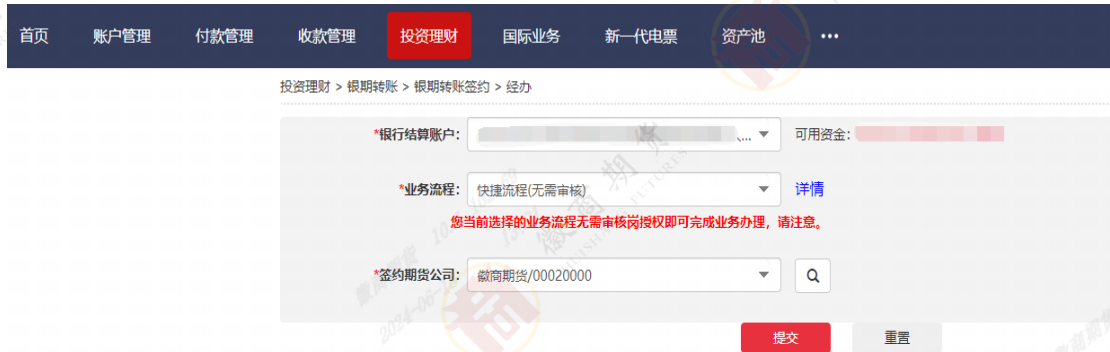 首页 账户管理 付款管理 收款管理 投资理财 国际业务 新一代电票 资产池 •••
投资理财 > 银期转账 > 银期转账签约 > 经办
*银行结算账户： ... 可用资金：
*业务流程： 快捷流程(无需审核) 详情
您当前选择的业务流程无需审核岗授权即可完成业务办理，请注意。
*签约期货公司： 徽商期货/00020000
提交 重置
徽商期货